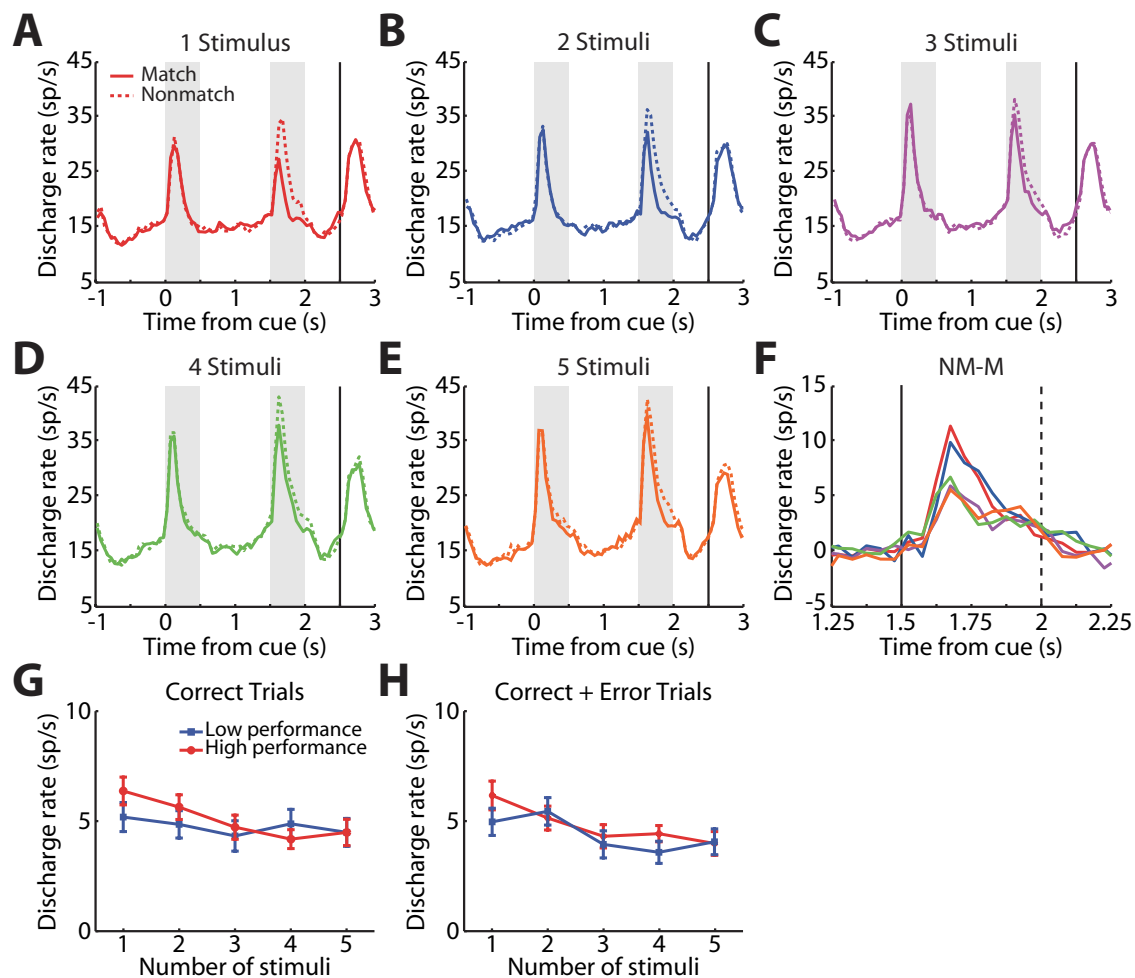 A
1 Stimulus
Discharge rate (sp/s)
45
35
25
15
5
Match
Nonmatch
-1 0 1 2 3
Time from cue (s)
B
2 Stimuli
Discharge rate (sp/s)
45
35
25
15
5
-1 0 1 2 3
Time from cue (s)
C
3 Stimuli
Discharge rate (sp/s)
45
35
25
15
5
-1 0 1 2 3
Time from cue (s)
D
4 Stimuli
Discharge rate (sp/s)
45
35
25
15
5
-1 0 1 2 3
Time from cue (s)
E
5 Stimuli
Discharge rate (sp/s)
45
35
25
15
5
-1 0 1 2 3
Time from cue (s)
F
NM-M
Discharge rate (sp/s)
15
10
5
0
-5
1.25 1.5 1.75 2 2.25
Time from cue (s)
G
Correct Trials
Discharge rate (sp/s)
10
5
0
Low performance
High performance
1 2 3 4 5
Number of stimuli
H
Correct + Error Trials
Discharge rate (sp/s)
10
5
0
1 2 3 4 5
Number of stimuli